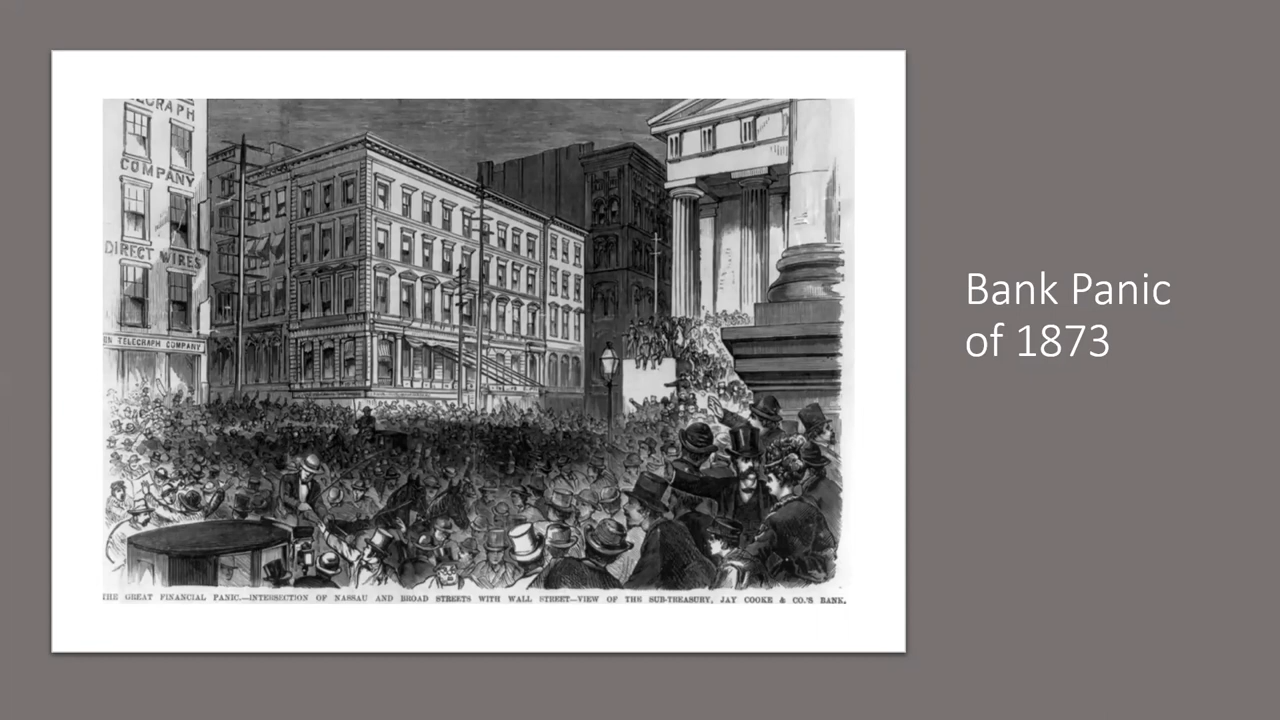 LEGRAPH
COMPANY
DIRECT WIRES
N TELEGRAPH COMPANY
THE GREAT FINANCIAL PANIC.—INTERSECTION OF NASSAU AND BROAD STREETS WITH WALL STREET—VIEW OF THE SUB-TREASURY, JAY COOKE & CO.'S BANK.
Bank Panic
of 1873